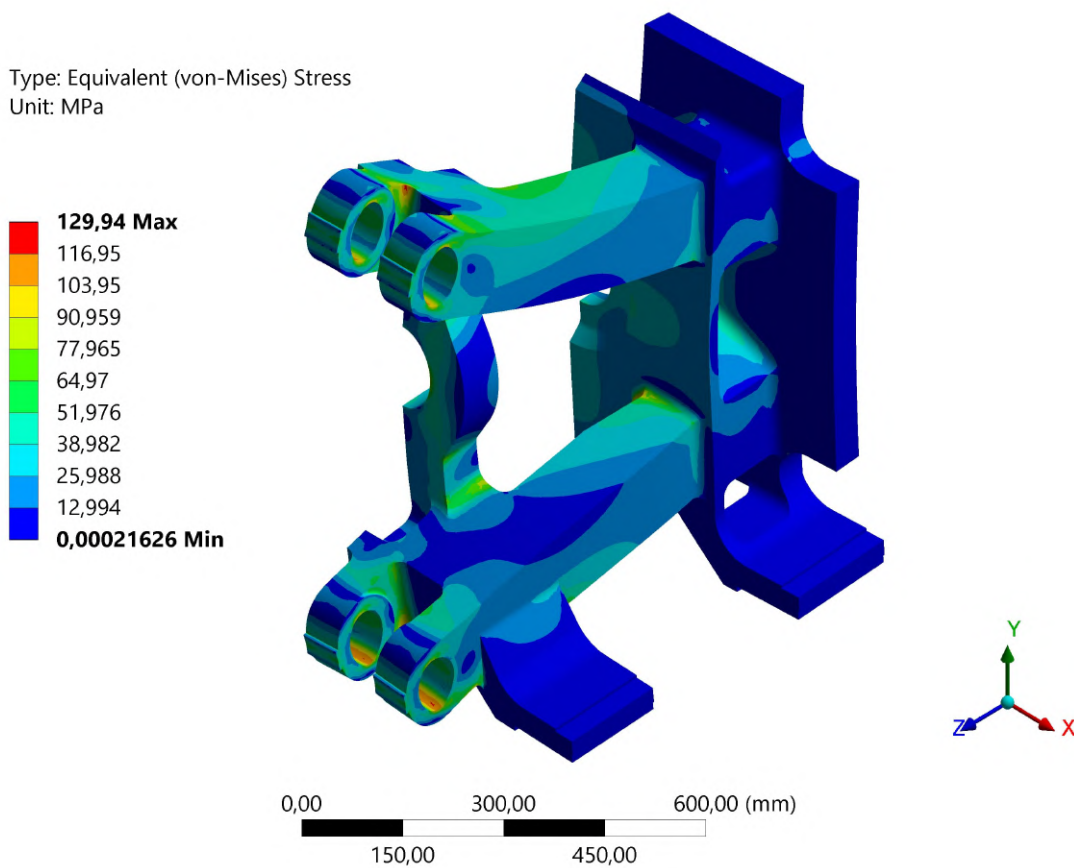 Type: Equivalent (von-Mises) Stress
Unit: MPa
129,94 Max
116,95
103,95
90,959
77,965
64,97
51,976
38,982
25,988
12,994
0,00021626 Min
Y
Z
X
0,00 300,00 600,00 (mm)
150,00 450,00